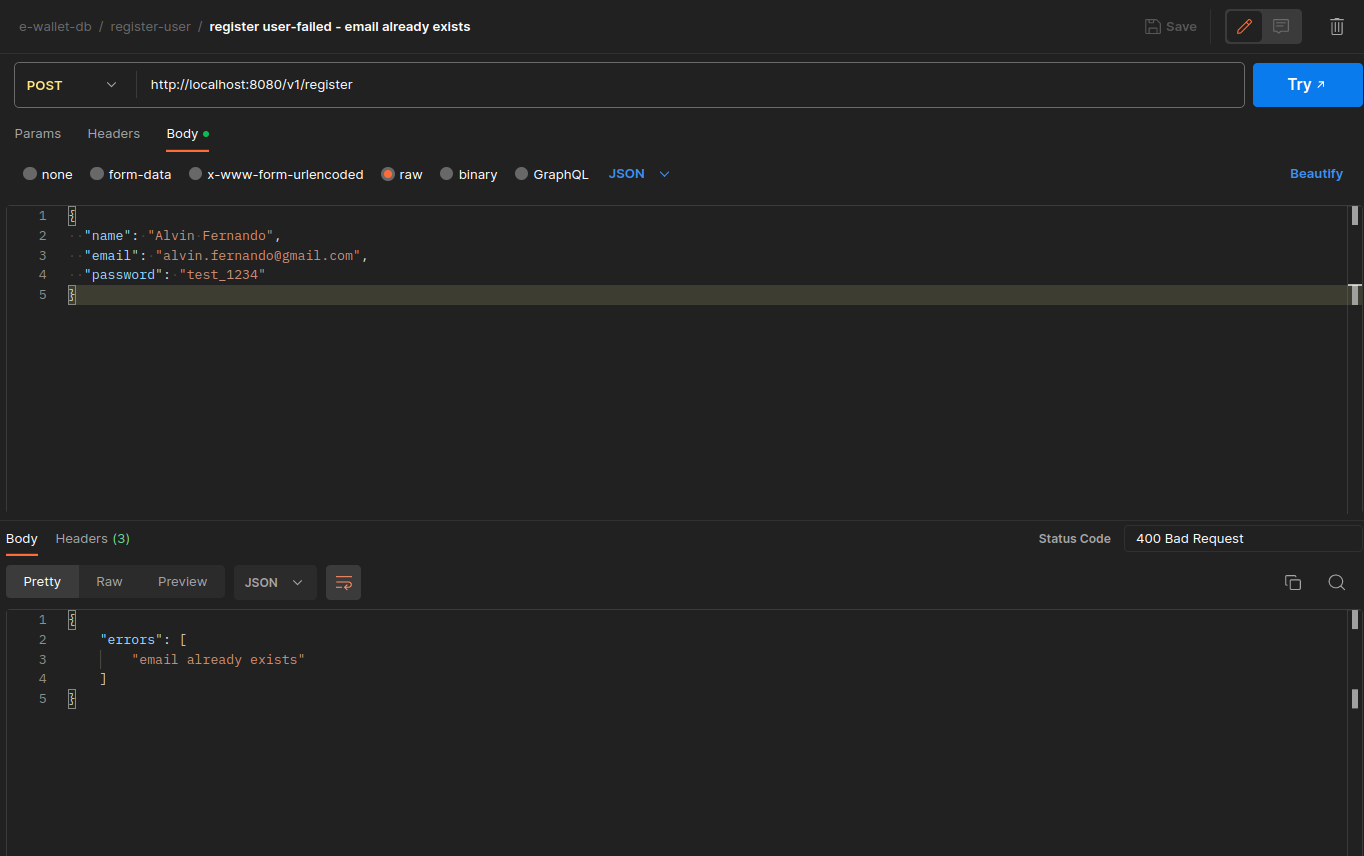 e-wallet-db / register-user / register user-failed - email already exists Save
POST http://localhost:8080/v1/register Try ↗
Params Headers Body
none form-data x-www-form-urlencoded raw binary GraphQL JSON Beautify
1 {
2 "name": "Alvin Fernando",
3 "email": "alvin.fernando@gmail.com",
4 "password": "test_1234"
5 }
Body Headers (3) Status Code 400 Bad Request
Pretty Raw Preview JSON
1 {
2 "errors": [
3 "email already exists"
4 ]
5 }